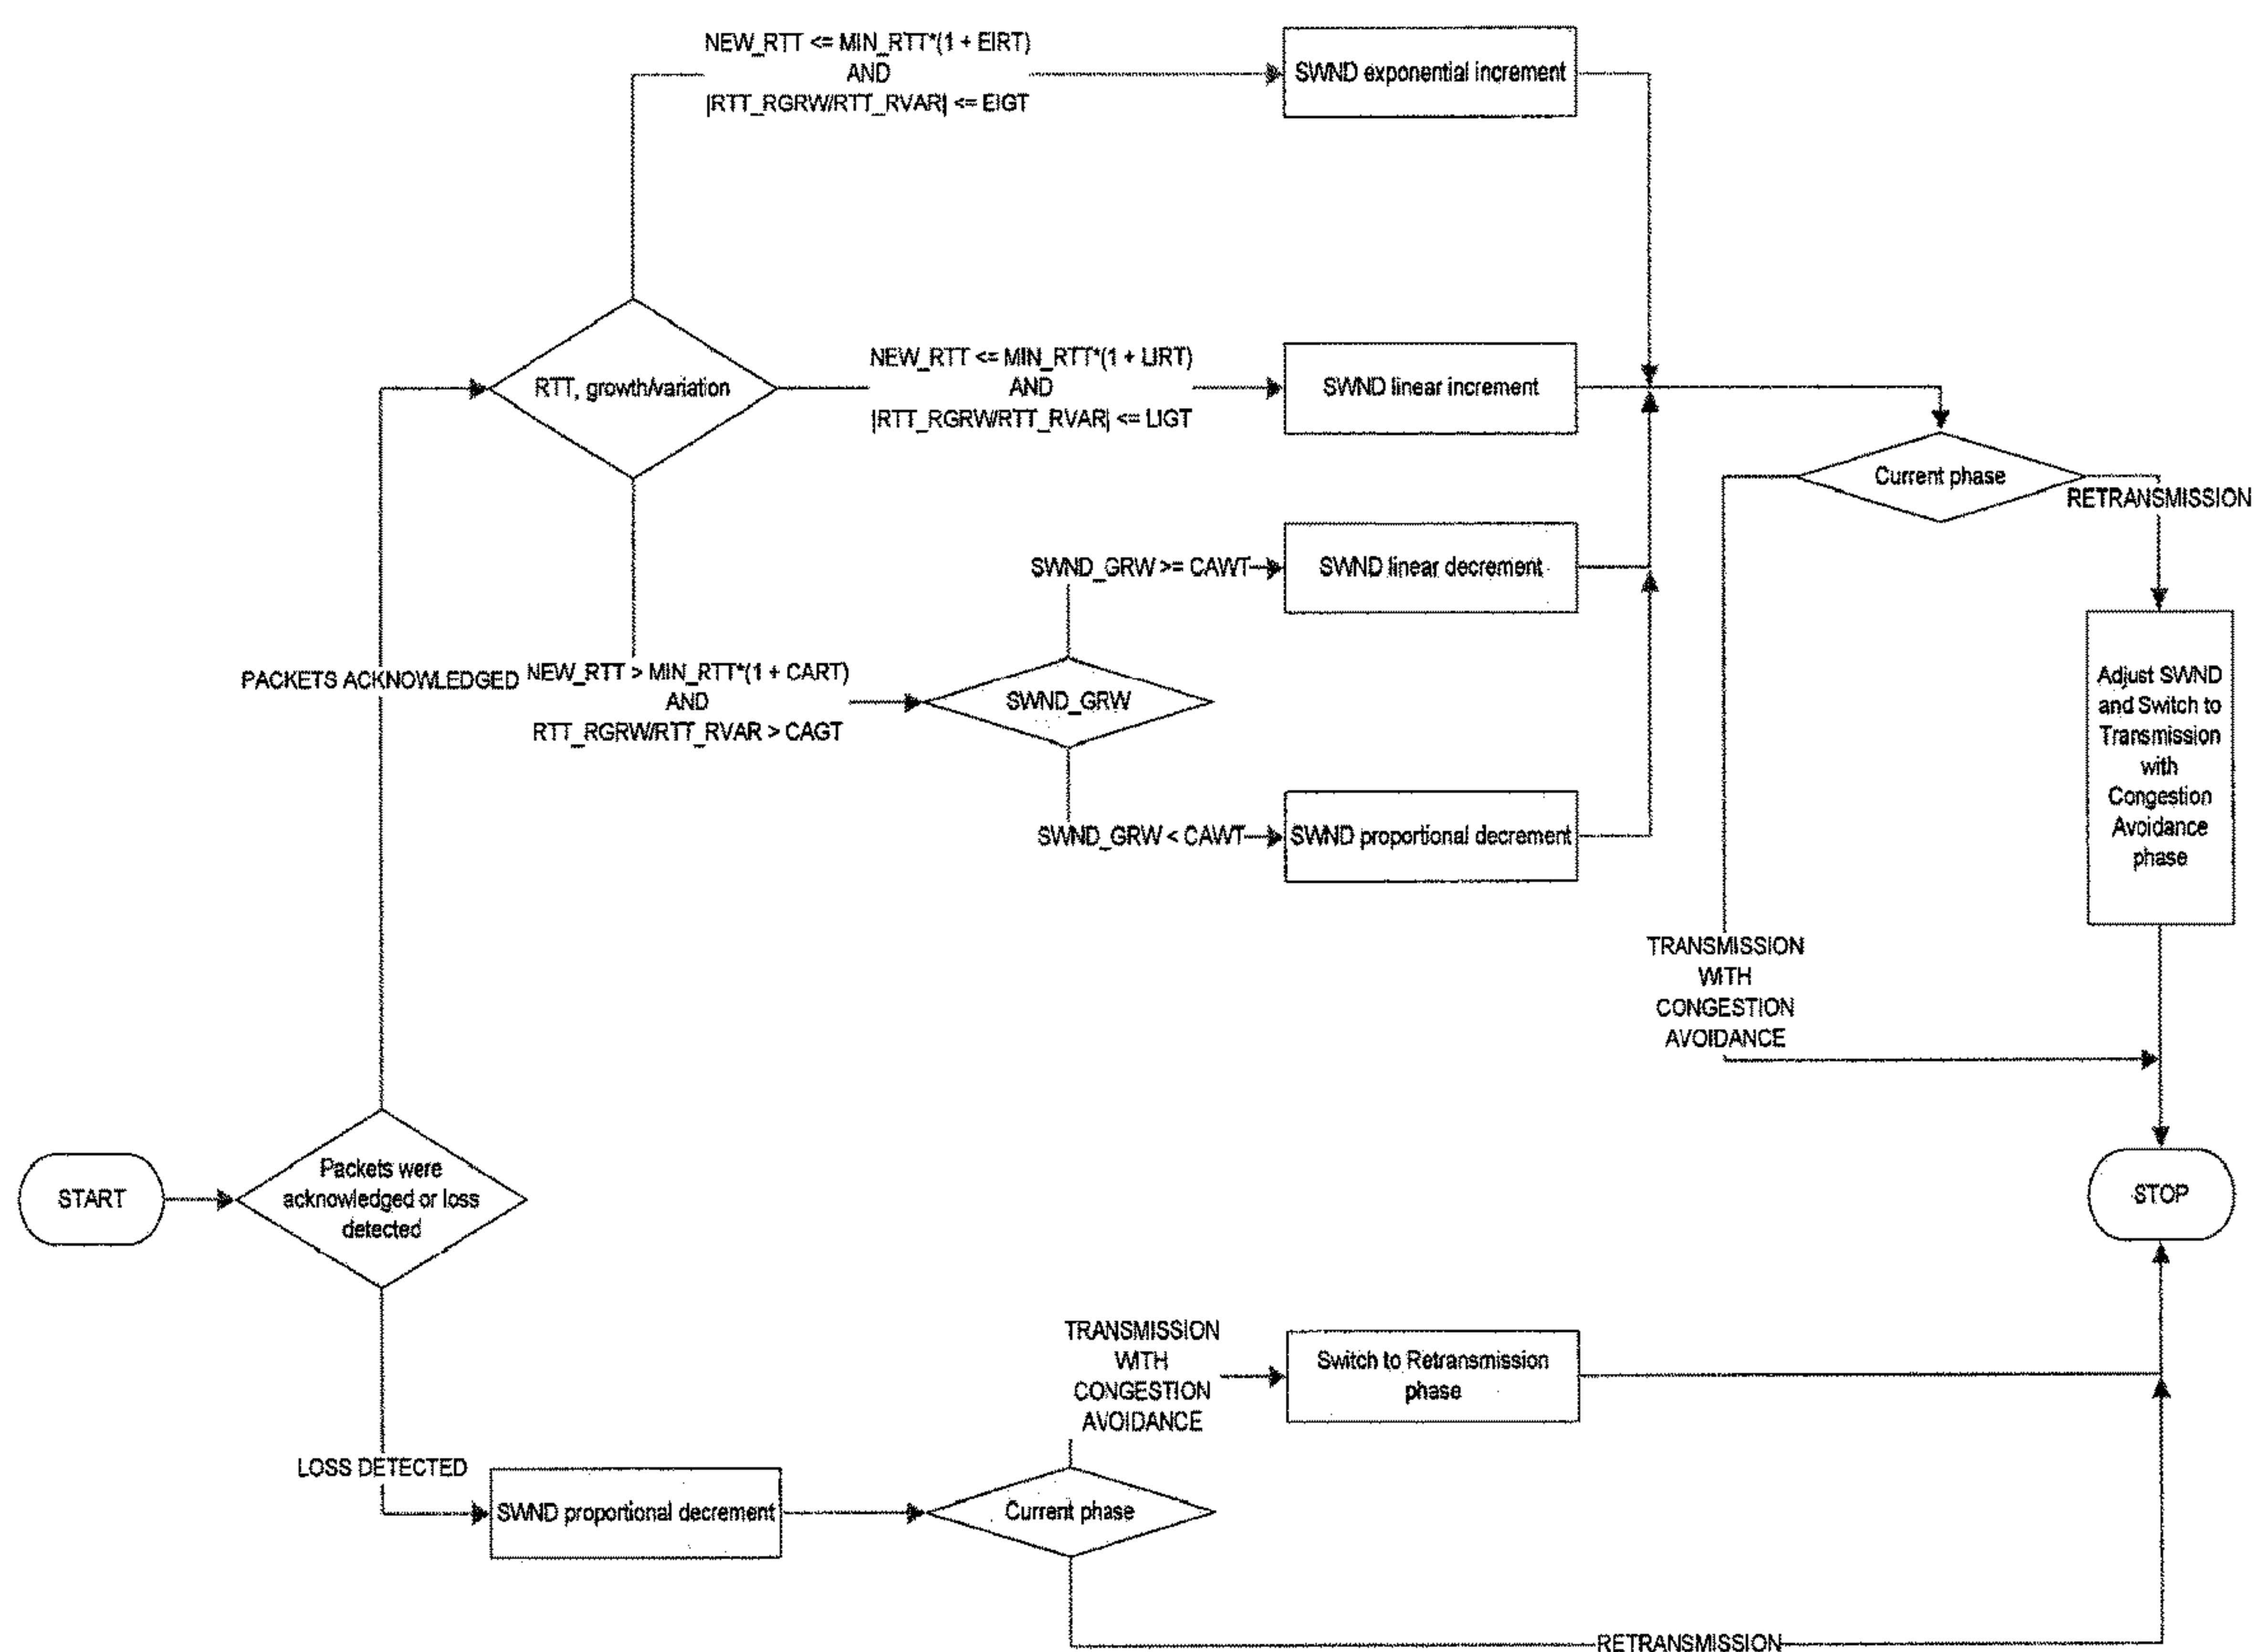 NEW_RTT <= MIN_RTT*(1 + EIRT)
AND
|RTT_RGRW/RTT_RVAR| <= EIGT
SWND exponential increment
RTT, growth/variation
NEW_RTT <= MIN_RTT*(1 + LIRT)
AND
|RTT_RGRW/RTT_RVAR| <= LIGT
SWND linear increment
Current phase
RETRANSMISSION
SWND_GRW >= CAWT
SWND linear decrement
PACKETS ACKNOWLEDGED
NEW_RTT > MIN_RTT*(1 + CART)
AND
RTT_RGRW/RTT_RVAR > CAGT
SWND_GRW
Adjust SWND
and Switch to
Transmission
with
Congestion
Avoidance
phase
SWND_GRW < CAWT
SWND proportional decrement
TRANSMISSION
WITH
CONGESTION
AVOIDANCE
START
Packets were
acknowledged or loss
detected
STOP
TRANSMISSION
WITH
CONGESTION
AVOIDANCE
Switch to Retransmission
phase
LOSS DETECTED
SWND proportional decrement
Current phase
RETRANSMISSION